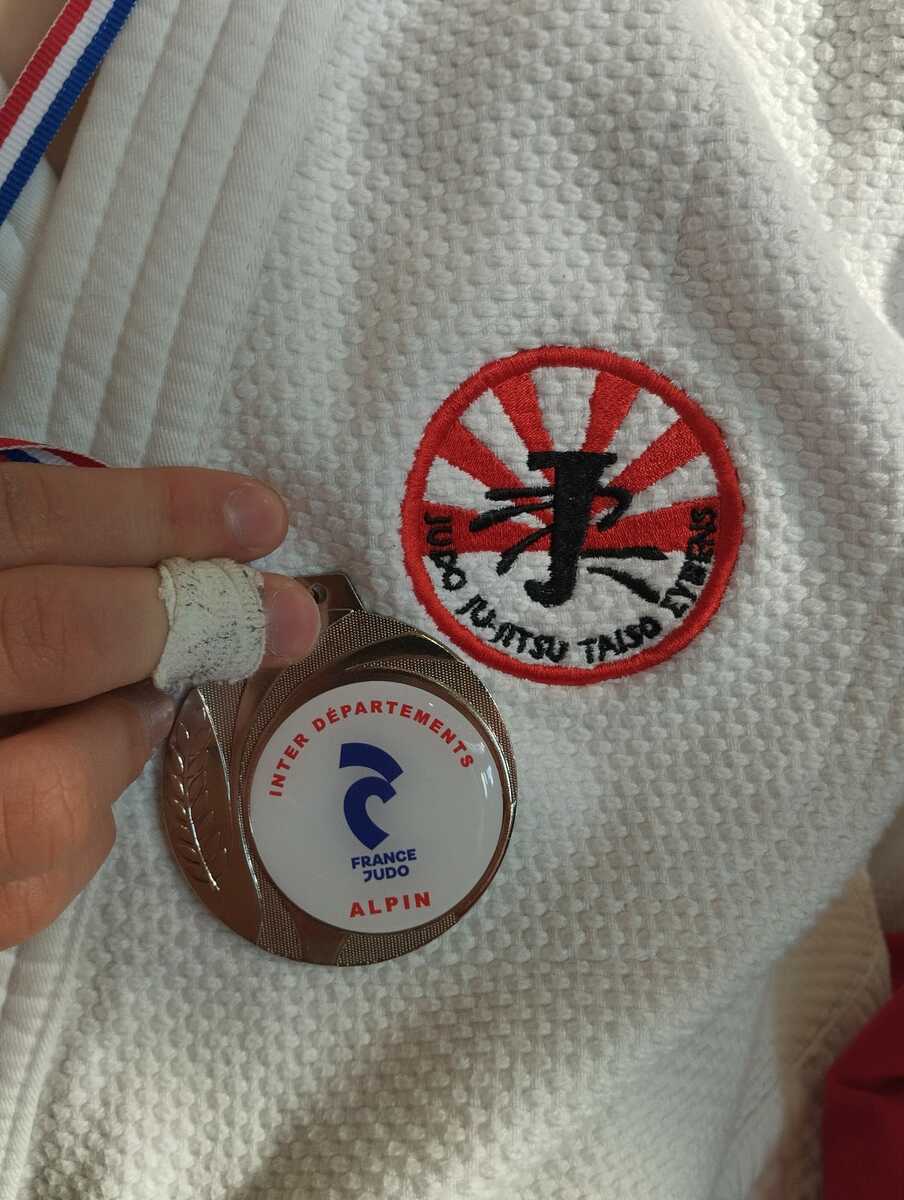 JUDO JU-JITSU TAISO EYBENS
INTER DÉPARTEMENTS
FRANCE
JUDO
ALPIN